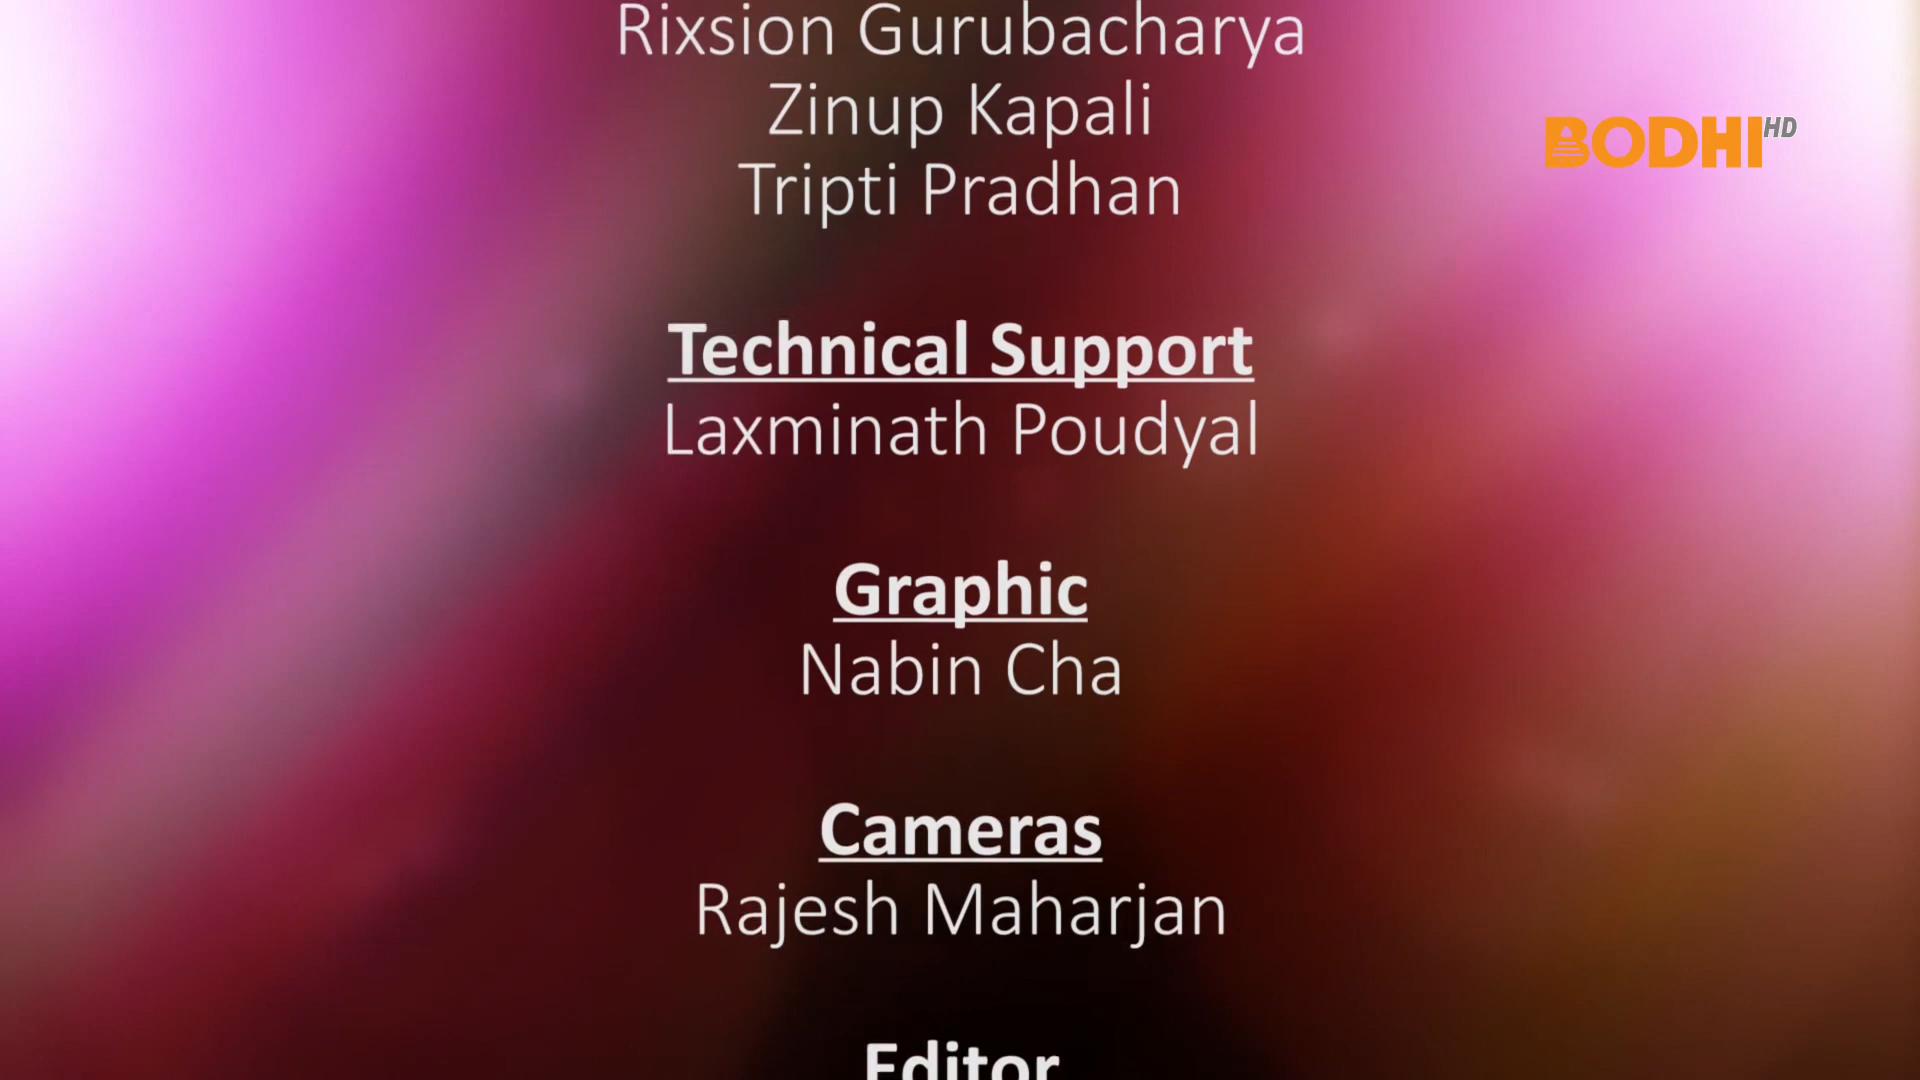 Rixsion Gurubacharya
Zinup Kapali
Tripti Pradhan
BODHI HD
Technical Support
Laxminath Poudyal
Graphic
Nabin Cha
Cameras
Rajesh Maharjan
Editor